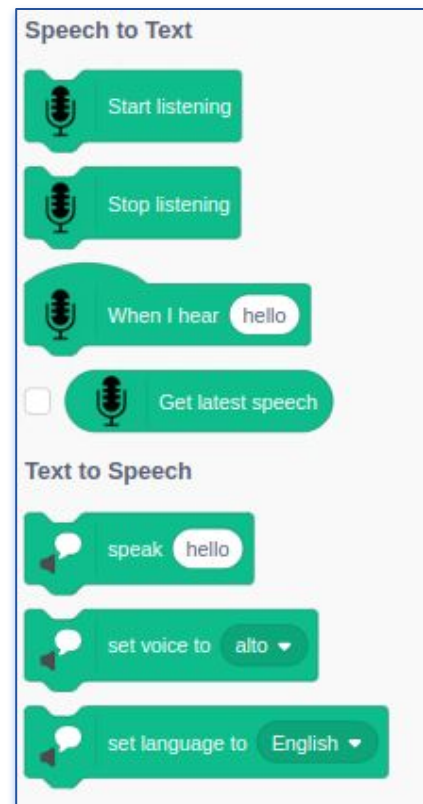 Speech to Text
Start listening
Stop listening
When I hear hello
Get latest speech
Text to Speech
speak hello
set voice to alto
set language to English